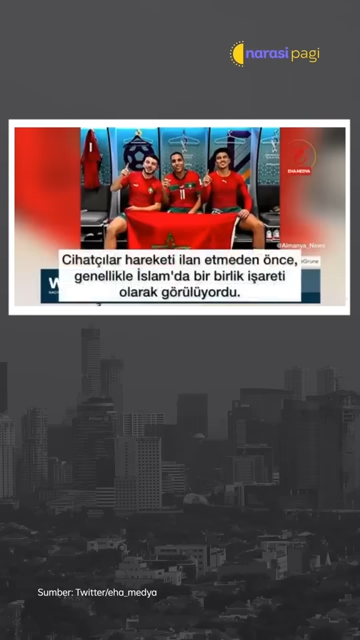 narasi pagi
EHA MEDYA
11
@Almanya_News
Cihatçılar hareketi ilan etmeden önce,
genellikle İslam'da bir birlik işareti
olarak görülüyordu.
W
Sumber: Twitter/eha_medya